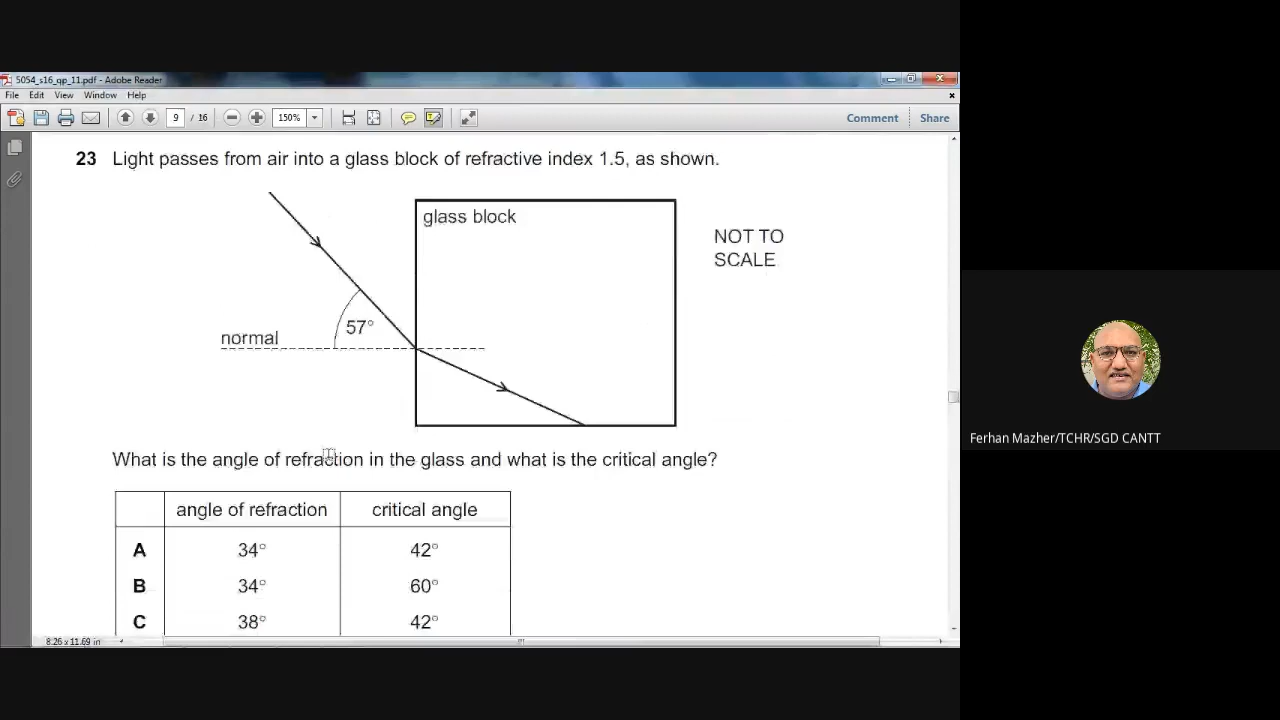 5054_s16_qp_11.pdf - Adobe Reader
File Edit View Window Help
9 / 16 150% Comment Share
23 Light passes from air into a glass block of refractive index 1.5, as shown.
glass block
NOT TO
SCALE
57°
normal
What is the angle of refraction in the glass and what is the critical angle?
angle of refraction critical angle
A 34° 42°
B 34° 60°
C 38° 42°
8.26 x 11.69 in
Ferhan Mazher/TCHR/SGD CANTT